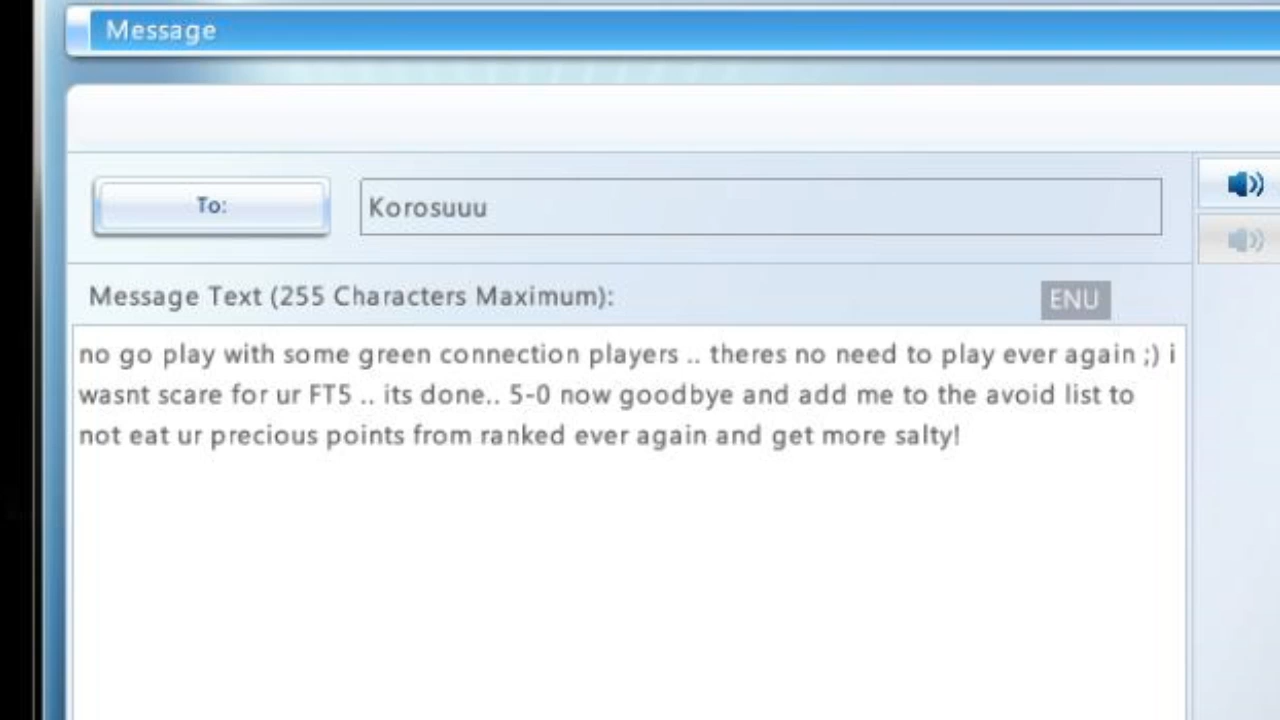 Message
To:
Korosuuu
Message Text (255 Characters Maximum):
ENU
no go play with some green connection players .. theres no need to play ever again ;) i
wasnt scare for ur FT5 .. its done.. 5-0 now goodbye and add me to the avoid list to
not eat ur precious points from ranked ever again and get more salty!